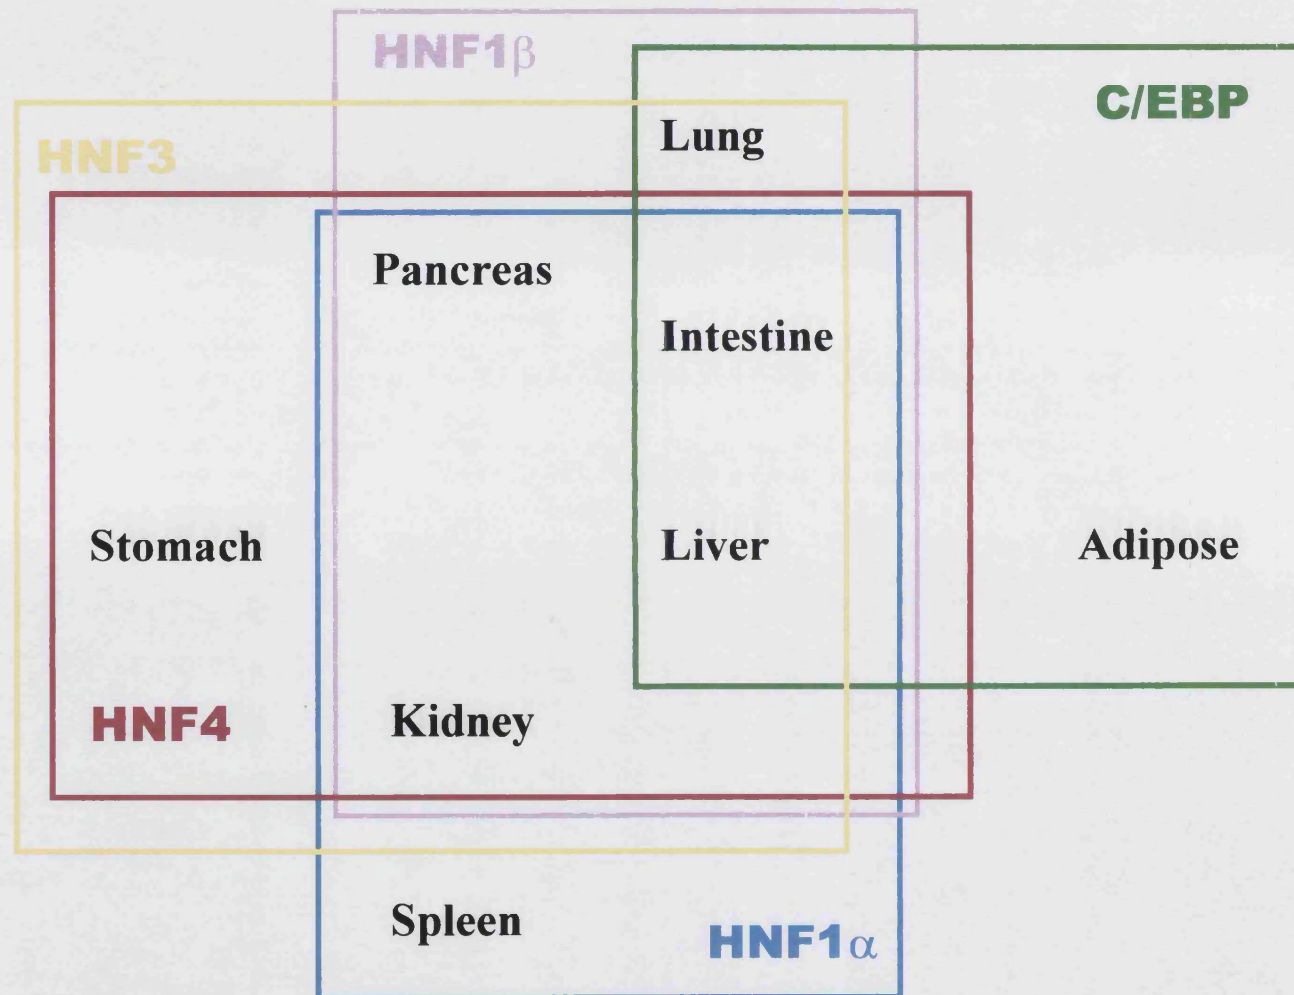 HNF1β
C/EBP
Lung
HNF3
Pancreas
Intestine
Stomach
Liver
Adipose
HNF4
Kidney
Spleen
HNF1α